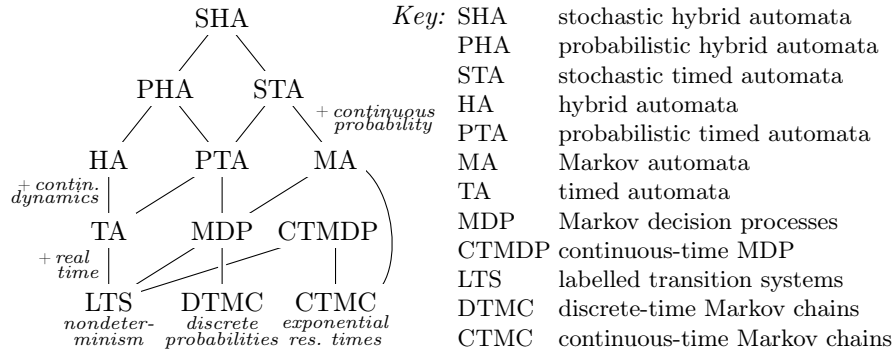 SHA
PHA STA
+ continuous
probability
HA PTA MA
+ contin.
dynamics
TA MDP CTMDP
+ real
time
LTS DTMC CTMC
nondeter-
minism
discrete
probabilities
exponential
res. times
Key: SHA stochastic hybrid automata
PHA probabilistic hybrid automata
STA stochastic timed automata
HA hybrid automata
PTA probabilistic timed automata
MA Markov automata
TA timed automata
MDP Markov decision processes
CTMDP continuous-time MDP
LTS labelled transition systems
DTMC discrete-time Markov chains
CTMC continuous-time Markov chains